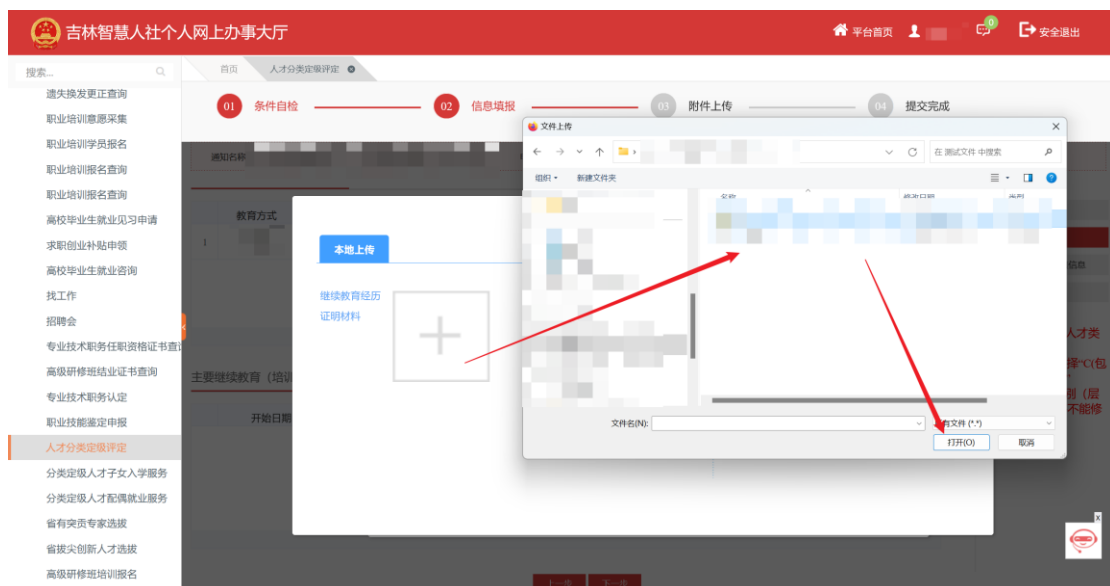 吉林智慧人社个人网上办事大厅
平台首页
0
安全退出
搜索...
首页
人才分类定级评定
遗失换发更正查询
职业培训意愿采集
职业培训学员报名
职业培训报名查询
职业培训报名查询
高校毕业生就业见习申请
求职创业补贴申领
高校毕业生就业咨询
找工作
招聘会
专业技术职务任职资格证书查
高级研修班结业证书查询
专业技术职务认定
职业技能鉴定申报
人才分类定级评定
分类定级人才子女入学服务
分类定级人才配偶就业服务
省有突贡专家选拔
省拔尖创新人才选拔
高级研修班培训报名
01 条件自检
02 信息填报
03 附件上传
04 提交完成
通知名称
教育方式
1
主要继续教育（培训
开始日期
本地上传
继续教育经历
证明材料
文件上传
在 测试文件 中搜索
组织
新建文件夹
名称
修改日期
类型
文件名(N):
有文件 (*.*)
打开(O)
取消
信息
人才类
择“C(包
别（层
不能修
上一步
下一步
x